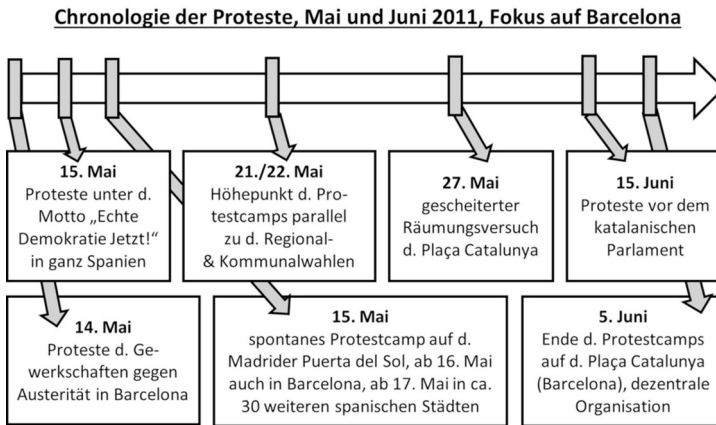 Chronologie der Proteste, Mai und Juni 2011, Fokus auf Barcelona
15. Mai
Proteste unter d.
Motto „Echte
Demokratie Jetzt!“
in ganz Spanien
21./22. Mai
Höhepunkt d. Pro-
testcamps parallel
zu d. Regional-
& Kommunalwahlen
27. Mai
gescheiterter
Räumungsversuch
d. Plaça Catalunya
15. Juni
Proteste vor dem
katalanischen
Parlament
14. Mai
Proteste d. Ge-
werkschaften gegen
Austerität in Barcelona
15. Mai
spontanes Protestcamp auf d.
Madrider Puerta del Sol, ab 16. Mai
auch in Barcelona, ab 17. Mai in ca.
30 weiteren spanischen Städten
5. Juni
Ende d. Protestcamps
auf d. Plaça Catalunya
(Barcelona), dezentrale
Organisation